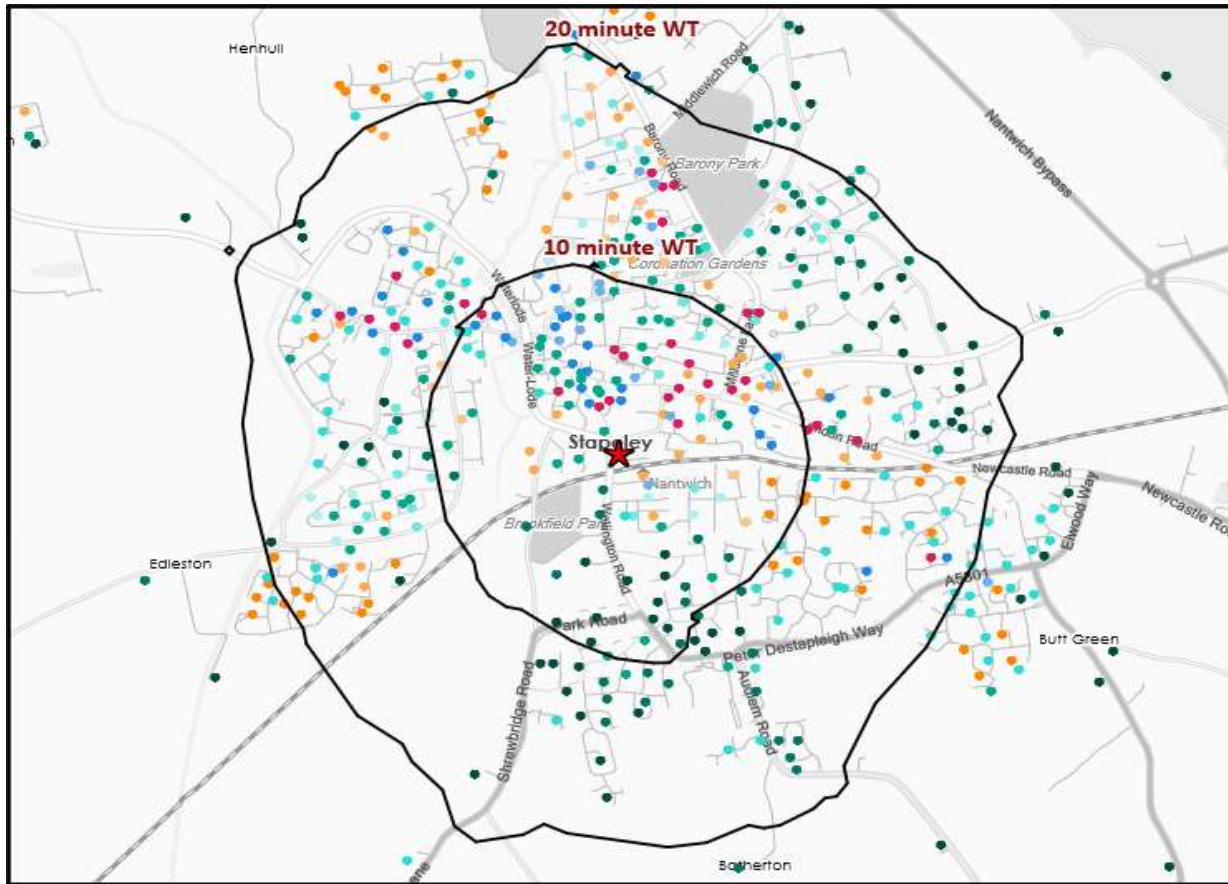 20 minute WT
Henhull
Middlewich Road
Nantwich Bypass
Barony Road
Barony Park
10 minute WT
Coronation Gardens
Waterlode
Water-Lode
Stapeley
Newcastle Road
Newcastle
Nantwich
Brookfield Park
Wellington Road
Elwood Way
Edleston
Park Road
Peter Destapleigh Way
Butt Green
Shrewbridge Road
Audlem Road
Batherton